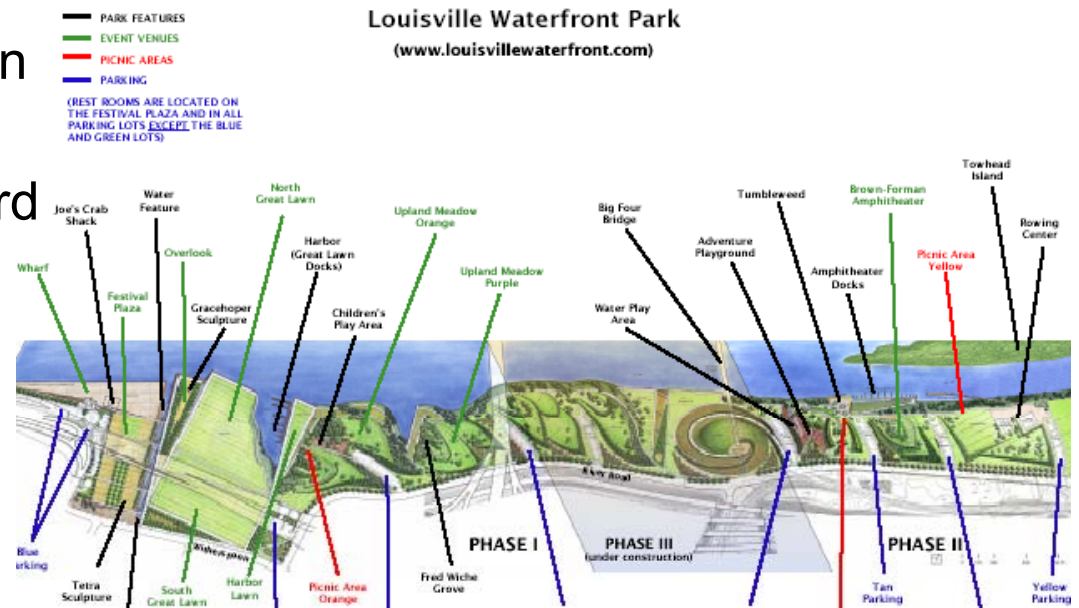 Louisville Waterfront Park
(www.louisvillewaterfront.com)
PARK FEATURES
EVENT VENUES
PICNIC AREAS
PARKING
(REST ROOMS ARE LOCATED ON
THE FESTIVAL PLAZA AND IN ALL
PARKING LOTS EXCEPT THE BLUE
AND GREEN LOTS)
n
rd
Joe's Crab
Shack
Water
Feature
North
Great Lawn
Upland Meadow
Orange
Harbor
(Great Lawn
Docks)
Overlook
Wharf
Festival
Plaza
Gracehoper
Sculpture
Children's
Play Area
Upland Meadow
Purple
Big Four
Bridge
Water Play
Area
Adventure
Playground
Tumbleweed
Amphitheater
Docks
Brown-Forman
Amphitheater
Picnic Area
Yellow
Towhead
Island
Rowing
Center
River Road
Witherspoon
PHASE I
PHASE III
(under construction)
PHASE II
Blue
arking
Tetra
Sculpture
South
Great Lawn
Harbor
Lawn
Picnic Area
Orange
Fred Wiche
Grove
Tan
Parking
Yellow
Parking